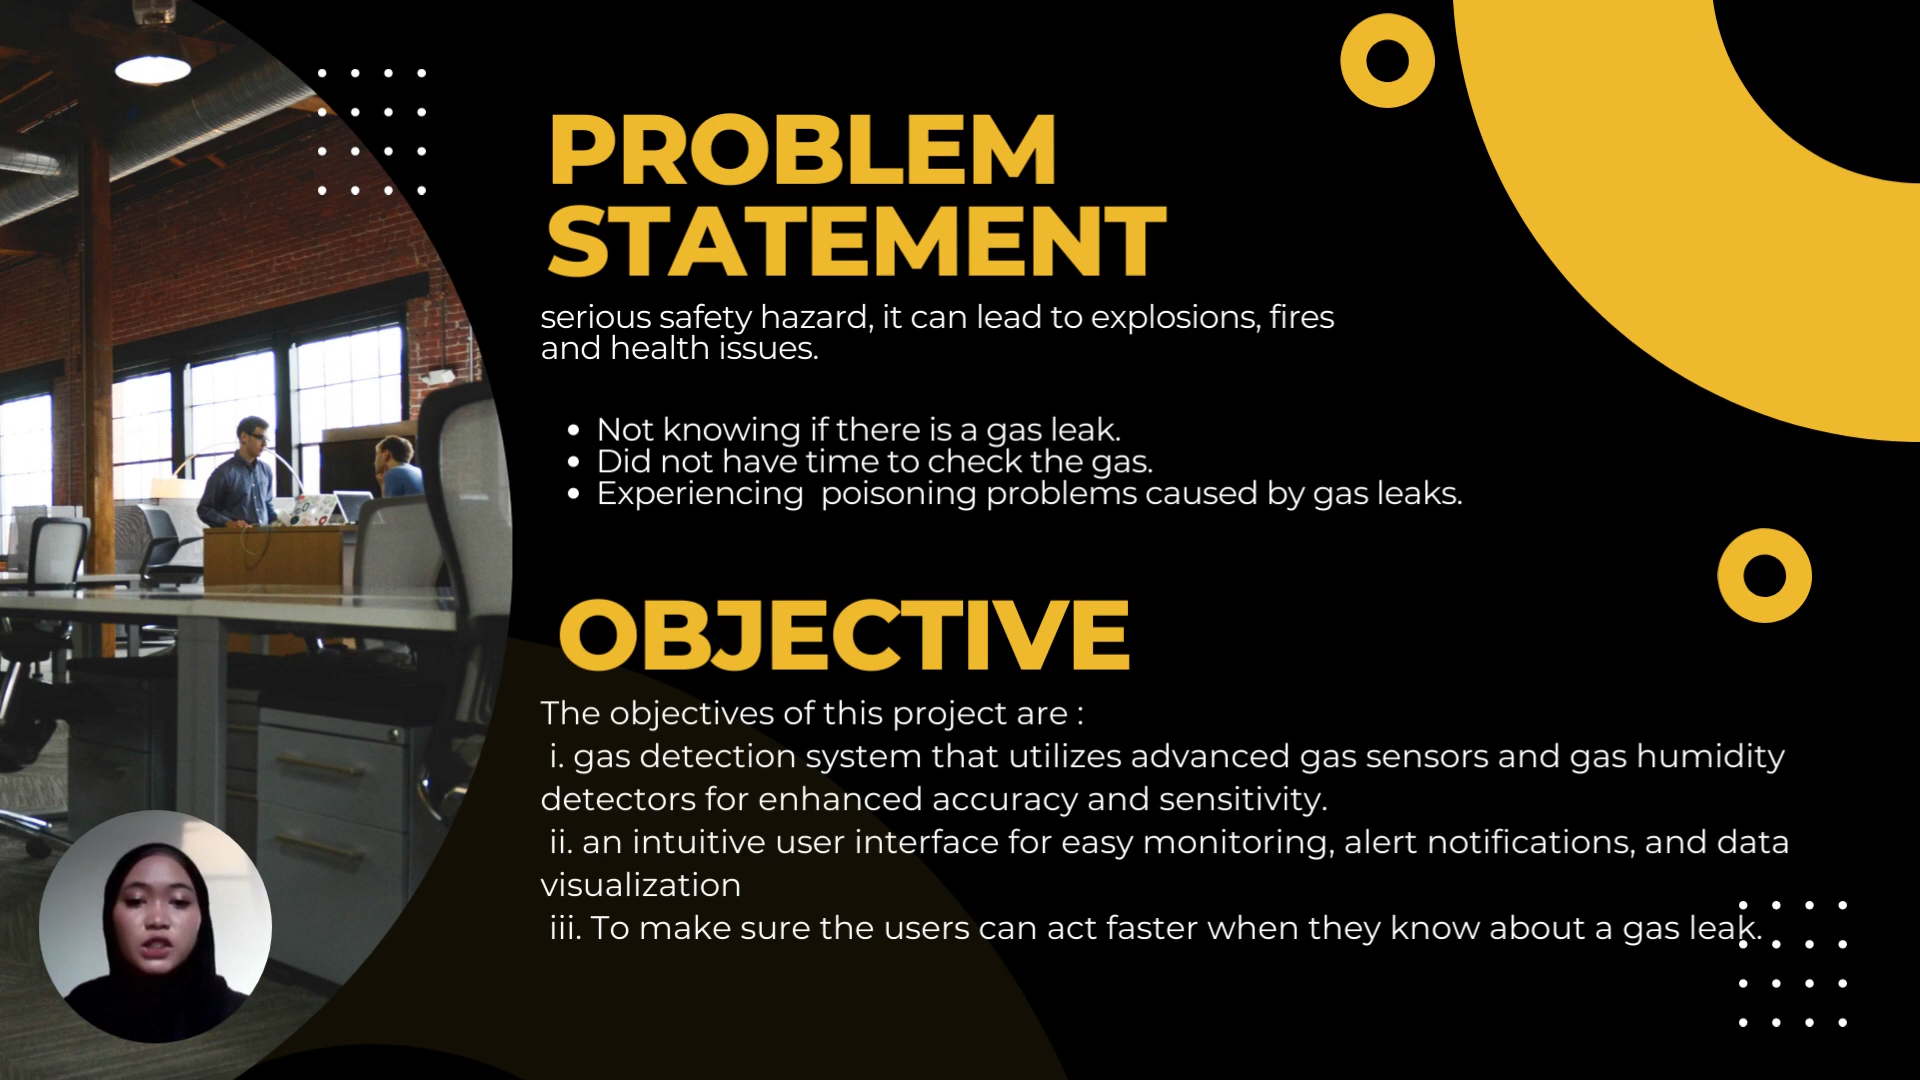 PROBLEM
STATEMENT
serious safety hazard, it can lead to explosions, fires
and health issues.
• Not knowing if there is a gas leak.
• Did not have time to check the gas.
• Experiencing  poisoning problems caused by gas leaks.
OBJECTIVE
The objectives of this project are :
i. gas detection system that utilizes advanced gas sensors and gas humidity
detectors for enhanced accuracy and sensitivity.
ii. an intuitive user interface for easy monitoring, alert notifications, and data
visualization
iii. To make sure the users can act faster when they know about a gas leak.